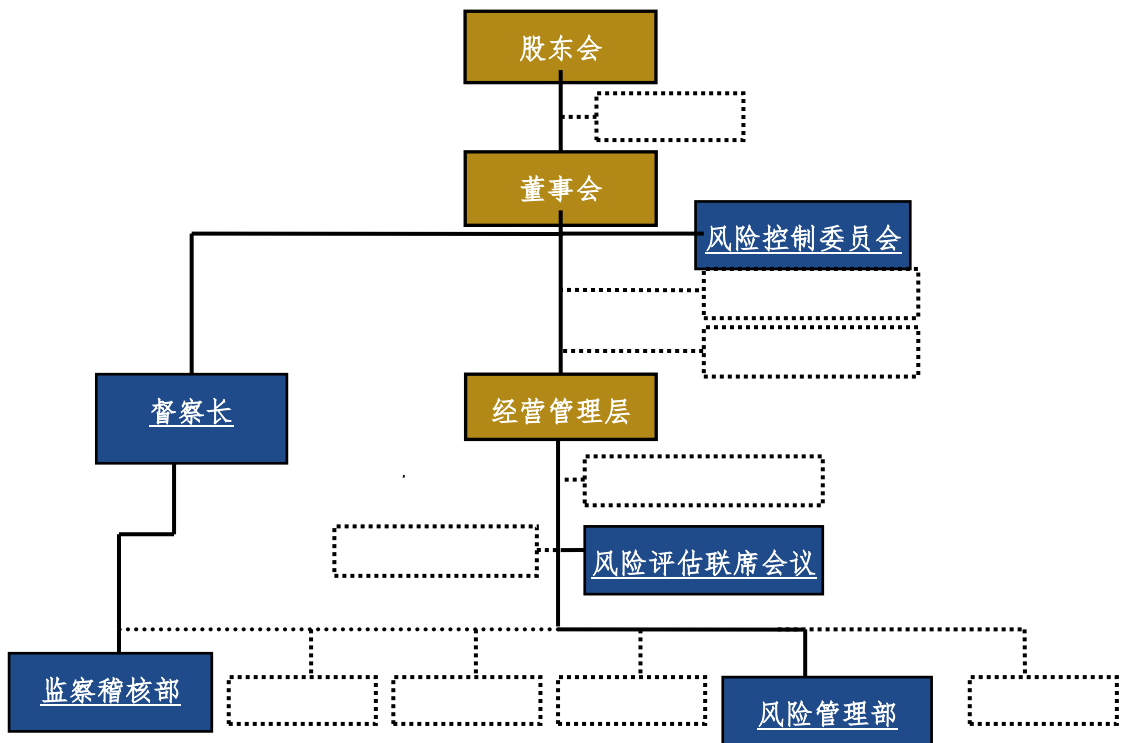 股东会
董事会
风险控制委员会
督察长
经营管理层
风险评估联席会议
监察稽核部
风险管理部